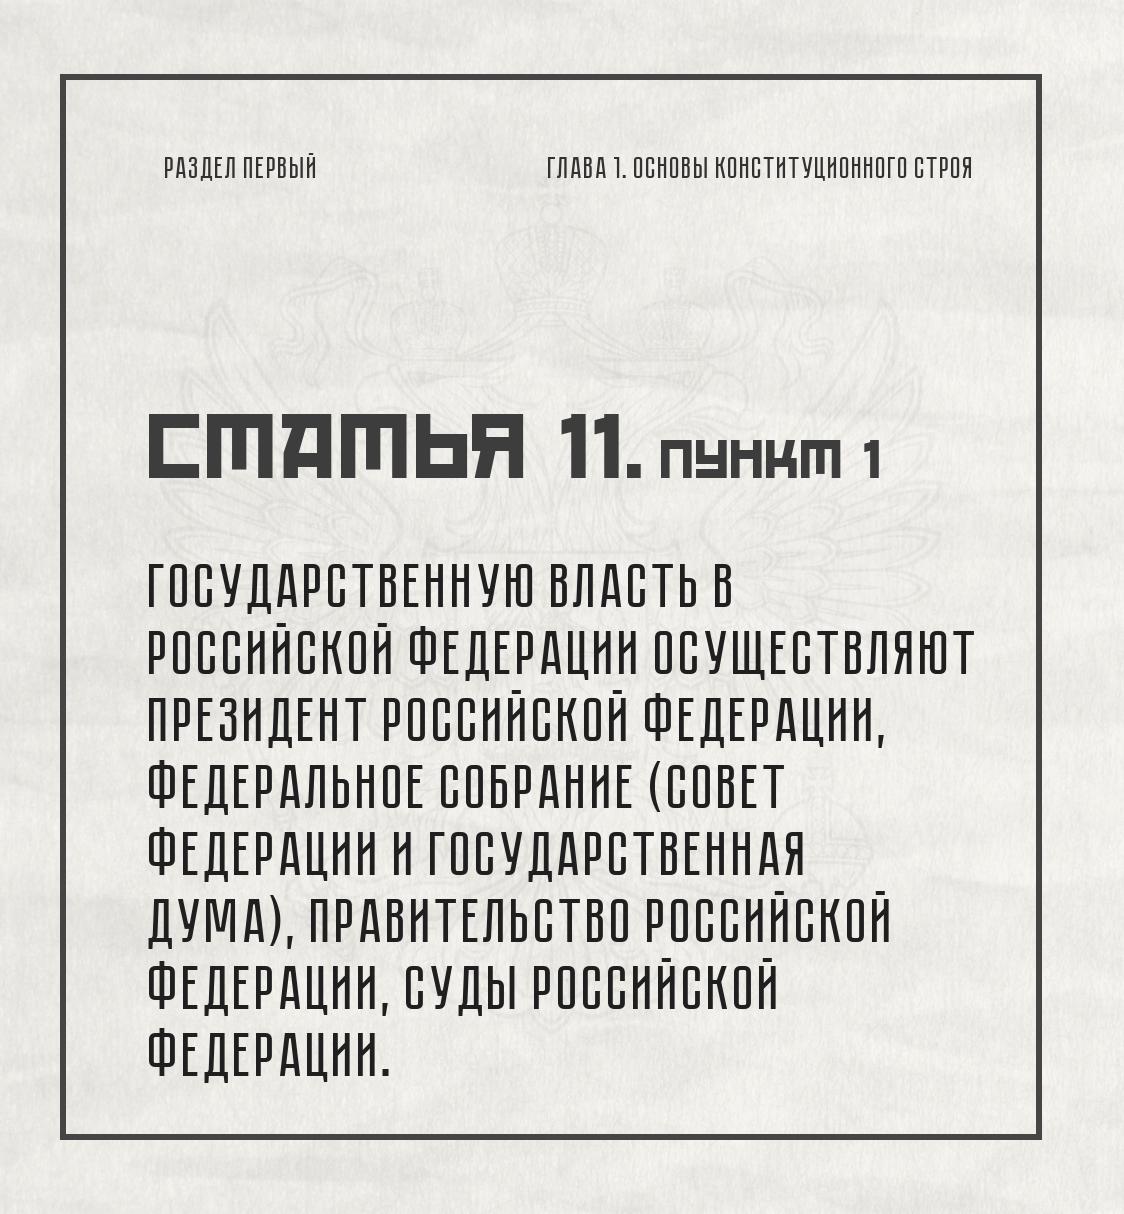 РАЗДЕЛ ПЕРВЫЙ
ГЛАВА 1. ОСНОВЫ КОНСТИТУЦИОННОГО СТРОЯ
СТАТЬЯ 11. ПУНКТ 1
ГОСУДАРСТВЕННУЮ ВЛАСТЬ В
РОССИЙСКОЙ ФЕДЕРАЦИИ ОСУЩЕСТВЛЯЮТ
ПРЕЗИДЕНТ РОССИЙСКОЙ ФЕДЕРАЦИИ,
ФЕДЕРАЛЬНОЕ СОБРАНИЕ (СОВЕТ
ФЕДЕРАЦИИ И ГОСУДАРСТВЕННАЯ
ДУМА), ПРАВИТЕЛЬСТВО РОССИЙСКОЙ
ФЕДЕРАЦИИ, СУДЫ РОССИЙСКОЙ
ФЕДЕРАЦИИ.